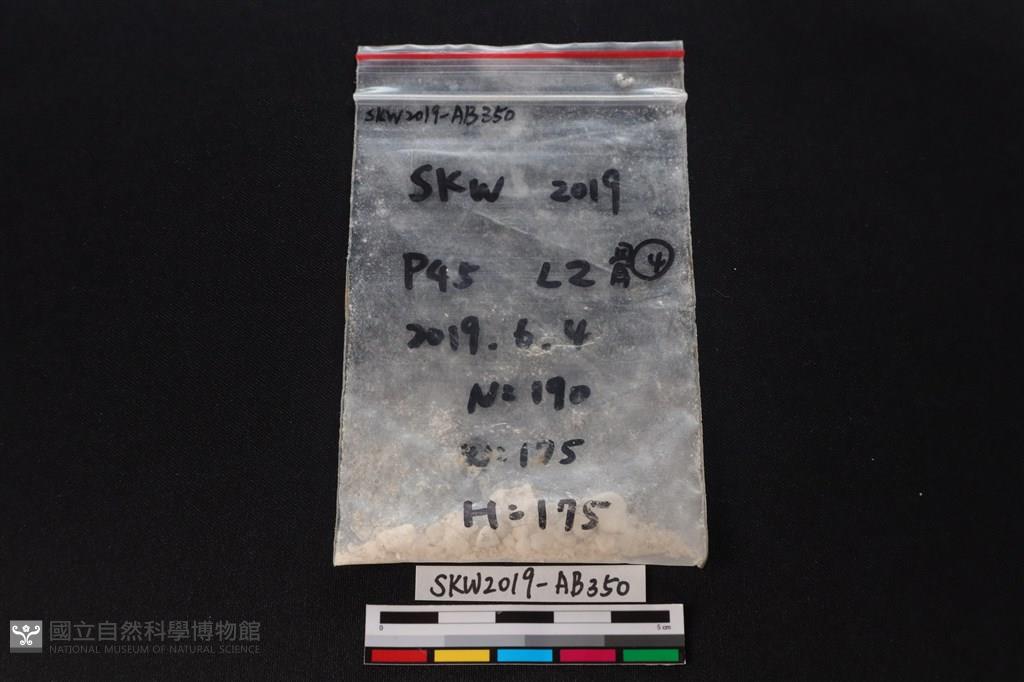 SKW2019-AB350
SKW 2019
P45 L2 骨 ④
2019.6.4
N=190
W=175
H=175
SKW2019-AB350
0 5 cm
國立自然科學博物館
NATIONAL MUSEUM OF NATURAL SCIENCE